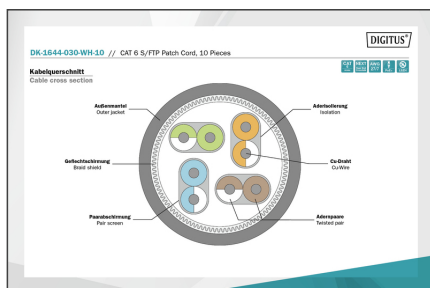 DIGITUS®
DK-1644-030-WH-10 // CAT 6 S/FTP Patch Cord, 10 Pieces
Kabelquerschnitt
Cable cross section
Außenmantel
Outer jacket
Aderisolierung
Isolation
Geflechtschirmung
Braid shield
Cu-Draht
Cu-Wire
Paarabschirmung
Pair screen
Adernpaare
Twisted pair